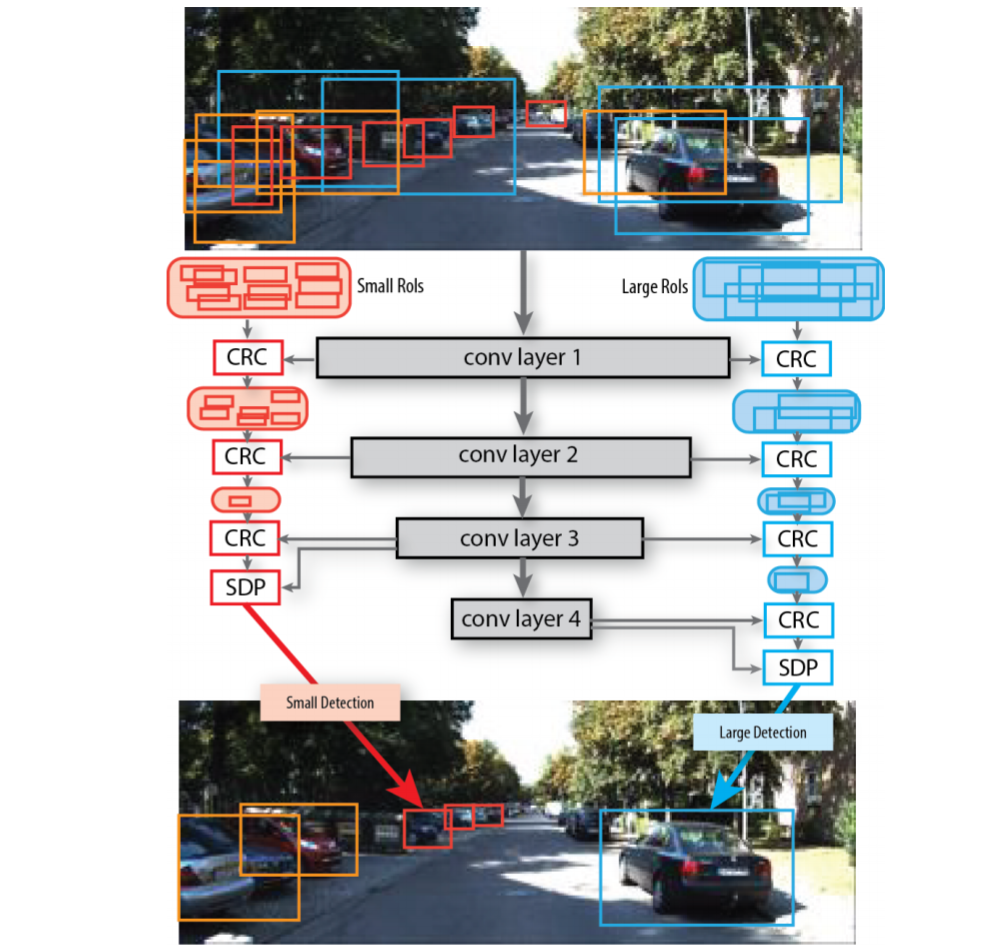 Small RoIs
Large RoIs
CRC
conv layer 1
CRC
CRC
conv layer 2
CRC
CRC
conv layer 3
CRC
SDP
conv layer 4
CRC
SDP
Small Detection
Large Detection